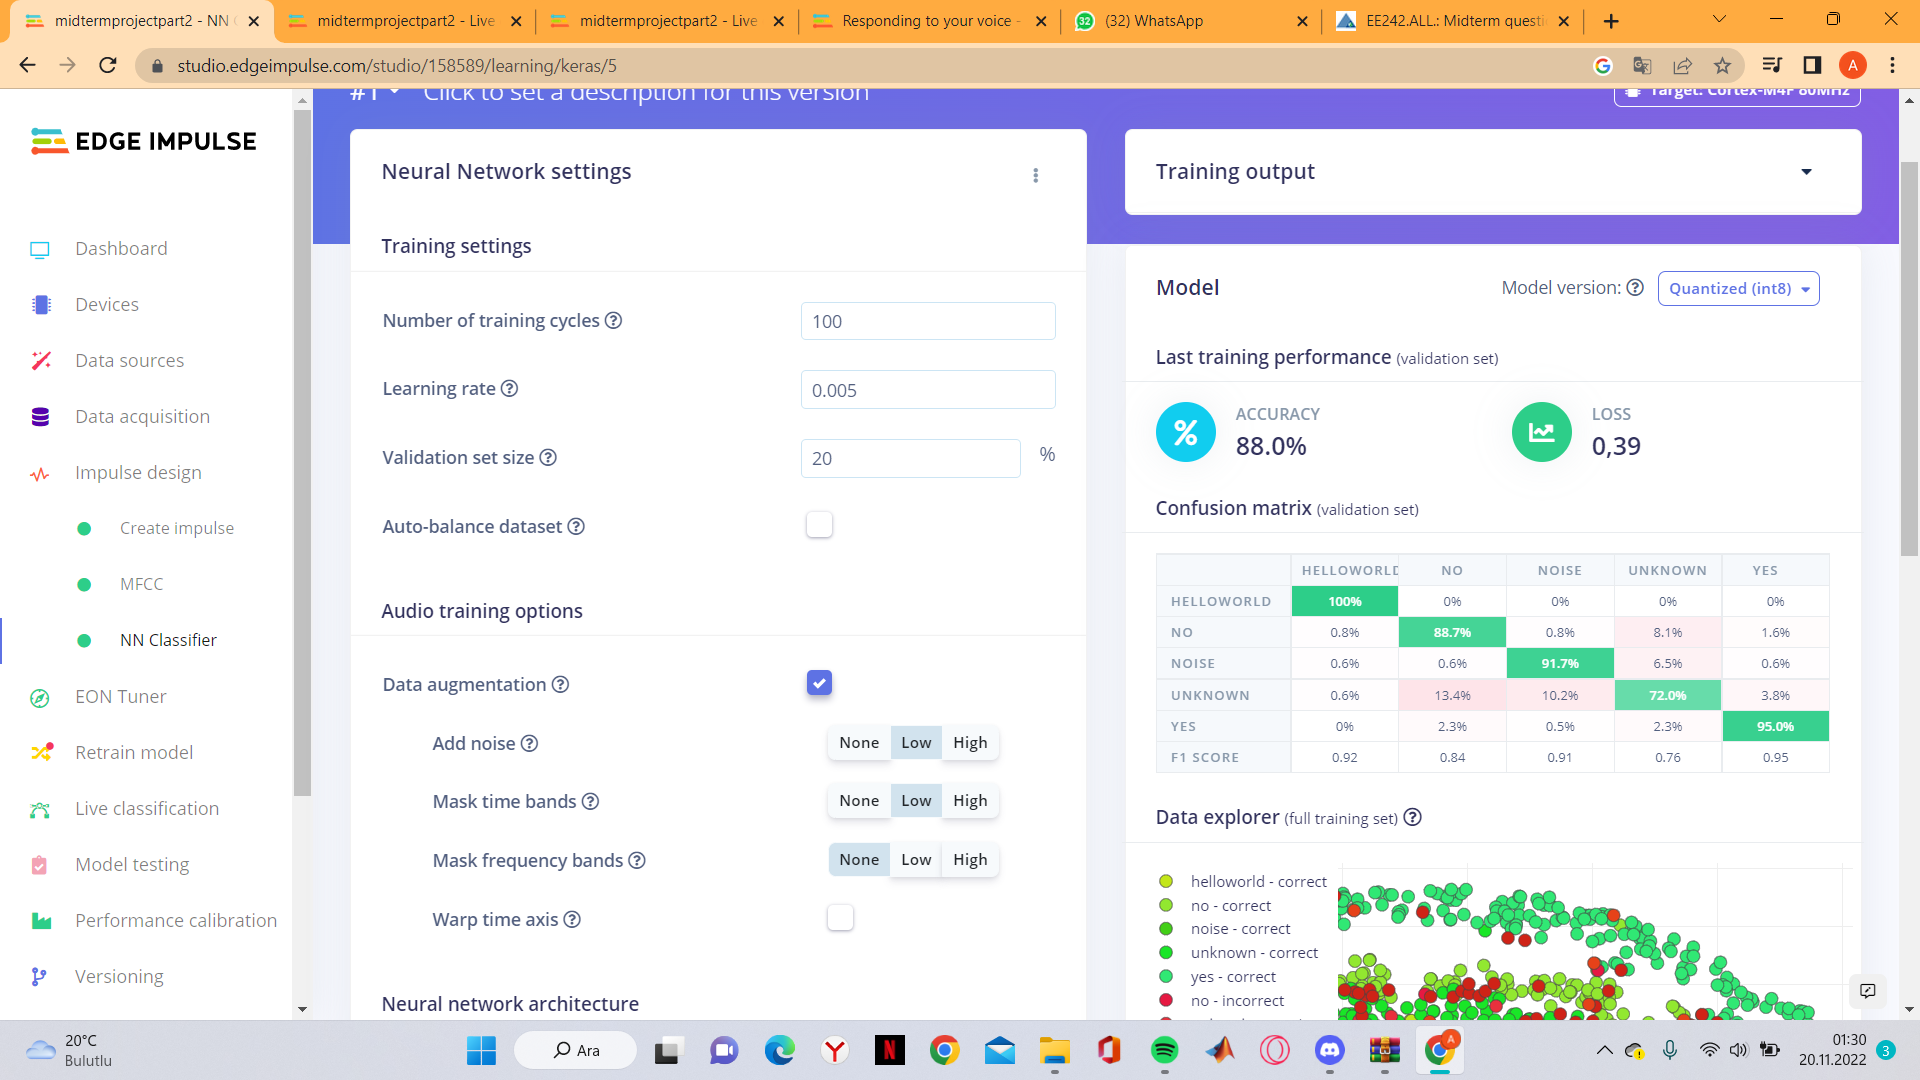 midtermprojectpart2 - NN C
midtermprojectpart2 - Live
midtermprojectpart2 - Live
Responding to your voice -
32
(32) WhatsApp
EE242.ALL.: Midterm questi
studio.edgeimpulse.com/studio/158589/learning/keras/5
A
#1 Click to set a description for this version
Target: Cortex-M4F 80MHz
EDGE IMPULSE
Dashboard
Devices
Data sources
Data acquisition
Impulse design
Create impulse
MFCC
NN Classifier
EON Tuner
Retrain model
Live classification
Model testing
Performance calibration
Versioning
Neural Network settings
Training settings
Number of training cycles ? 100
Learning rate ? 0.005
Validation set size ? 20 %
Auto-balance dataset ?
Audio training options
Data augmentation ?
Add noise ? None Low High
Mask time bands ? None Low High
Mask frequency bands ? None Low High
Warp time axis ?
Neural network architecture
Training output
Model
Model version: ? Quantized (int8)
Last training performance (validation set)
% ACCURACY
88.0%
LOSS
0,39
Confusion matrix (validation set)
HELLOWORLD NO NOISE UNKNOWN YES
HELLOWORLD 100% 0% 0% 0% 0%
NO 0.8% 88.7% 0.8% 8.1% 1.6%
NOISE 0.6% 0.6% 91.7% 6.5% 0.6%
UNKNOWN 0.6% 13.4% 10.2% 72.0% 3.8%
YES 0% 2.3% 0.5% 2.3% 95.0%
F1 SCORE 0.92 0.84 0.91 0.76 0.95
Data explorer (full training set) ?
helloworld - correct
no - correct
noise - correct
unknown - correct
yes - correct
no - incorrect
20°C
Bulutlu
Ara
01:30
20.11.2022
3